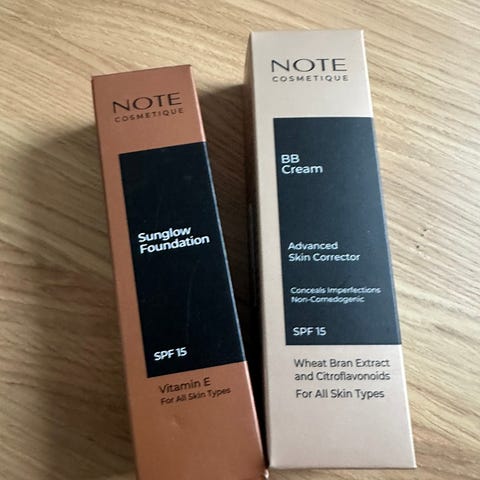 NOTE
COSMETIQUE
Sunglow
Foundation
SPF 15
Vitamin E
For All Skin Types
NOTE
COSMETIQUE
BB
Cream
Advanced
Skin Corrector
Conceals Imperfections
Non-Comedogenic
SPF 15
Wheat Bran Extract
and Citroflavonoids
For All Skin Types